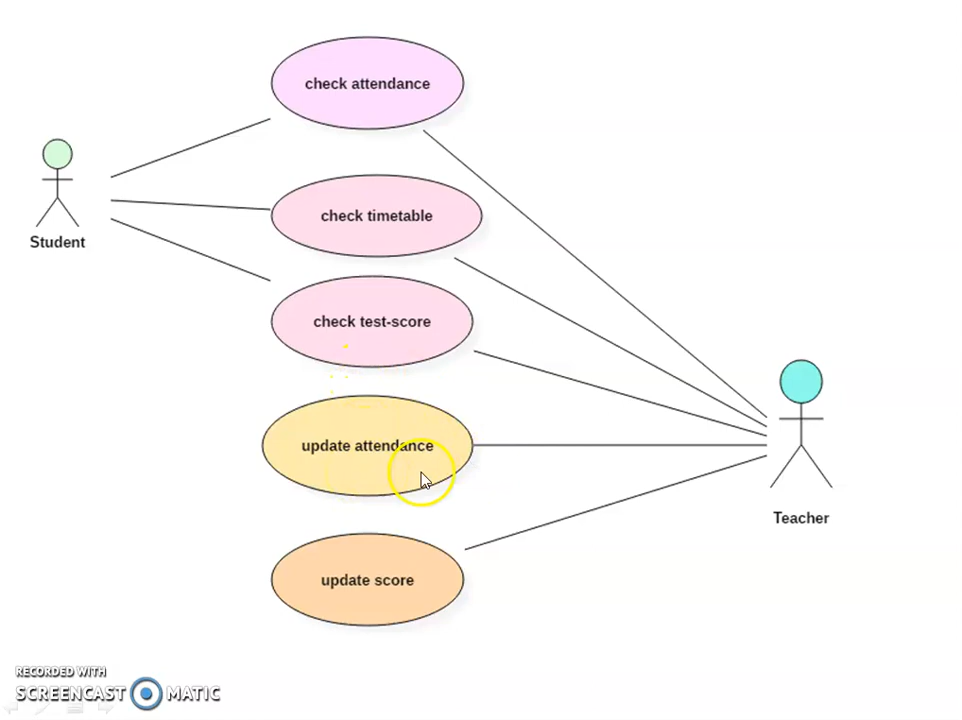 check attendance
Student
check timetable
check test-score
update attendance
Teacher
update score
RECORDED WITH
SCREENCAST MATIC